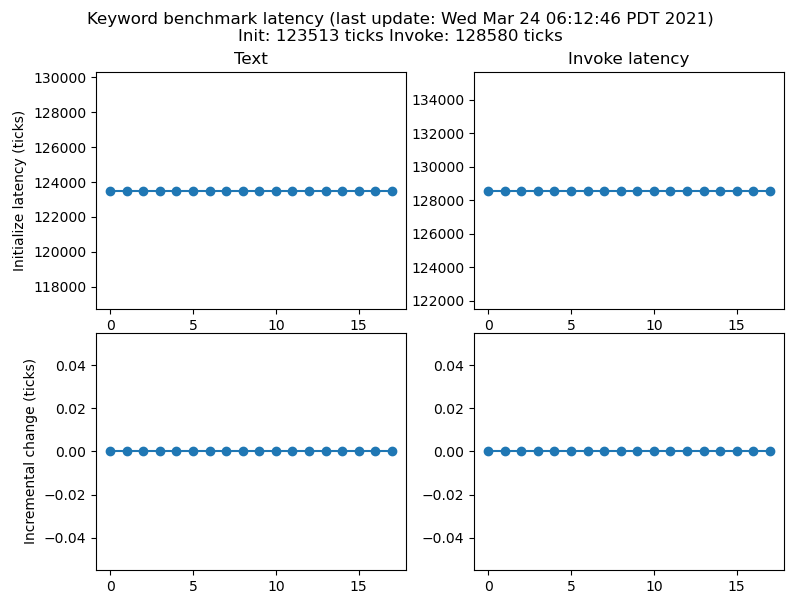 Keyword benchmark latency (last update: Wed Mar 24 06:12:46 PDT 2021)
Init: 123513 ticks Invoke: 128580 ticks
Text
Invoke latency
Initialize latency (ticks)
130000
128000
126000
124000
122000
120000
118000
0 5 10 15
134000
132000
130000
128000
126000
124000
122000
0 5 10 15
Incremental change (ticks)
0.04
0.02
0.00
−0.02
−0.04
0 5 10 15
0.04
0.02
0.00
−0.02
−0.04
0 5 10 15